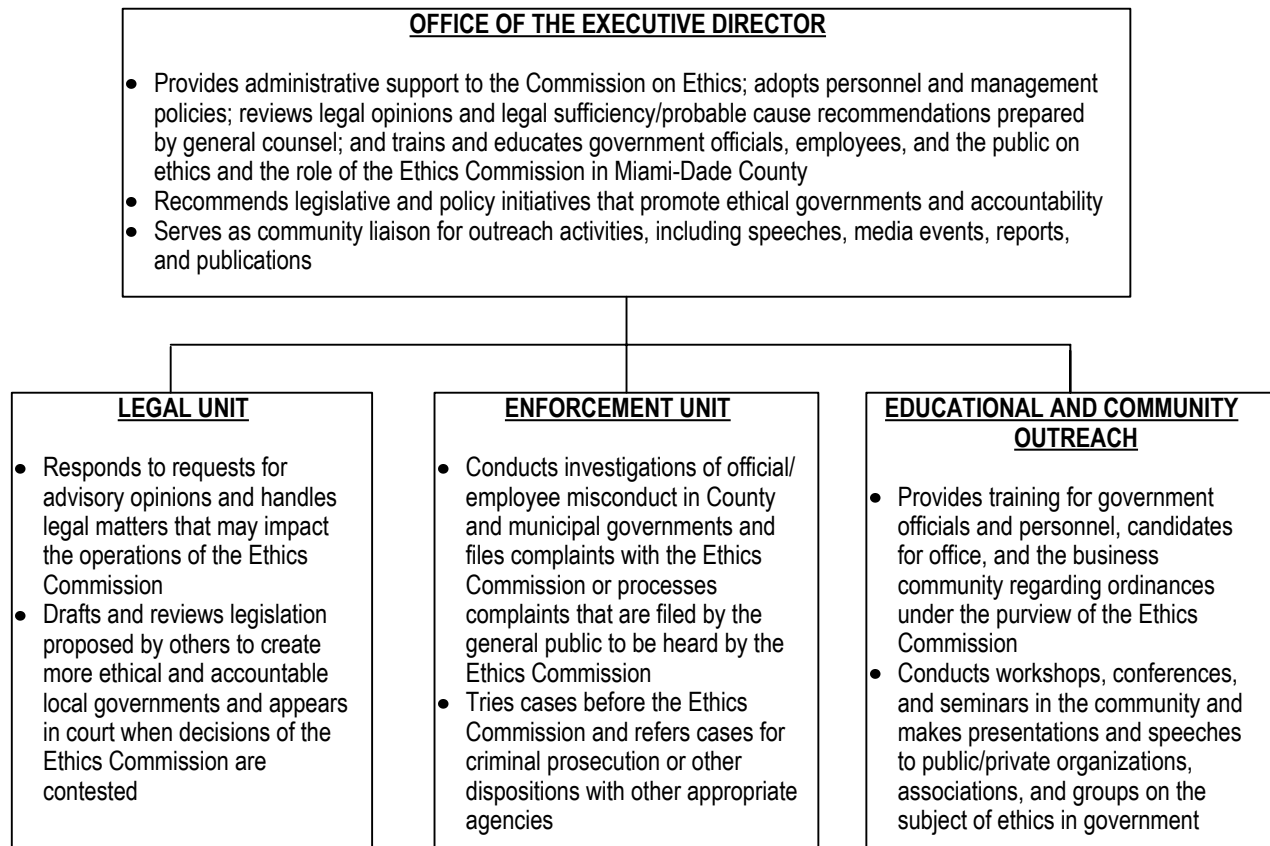 OFFICE OF THE EXECUTIVE DIRECTOR
• Provides administrative support to the Commission on Ethics; adopts personnel and management
policies; reviews legal opinions and legal sufficiency/probable cause recommendations prepared
by general counsel; and trains and educates government officials, employees, and the public on
ethics and the role of the Ethics Commission in Miami-Dade County
• Recommends legislative and policy initiatives that promote ethical governments and accountability
• Serves as community liaison for outreach activities, including speeches, media events, reports,
and publications
LEGAL UNIT
• Responds to requests for
advisory opinions and handles
legal matters that may impact
the operations of the Ethics
Commission
• Drafts and reviews legislation
proposed by others to create
more ethical and accountable
local governments and appears
in court when decisions of the
Ethics Commission are
contested
ENFORCEMENT UNIT
• Conducts investigations of official/
employee misconduct in County
and municipal governments and
files complaints with the Ethics
Commission or processes
complaints that are filed by the
general public to be heard by the
Ethics Commission
• Tries cases before the Ethics
Commission and refers cases for
criminal prosecution or other
dispositions with other appropriate
agencies
EDUCATIONAL AND COMMUNITY
OUTREACH
• Provides training for government
officials and personnel, candidates
for office, and the business
community regarding ordinances
under the purview of the Ethics
Commission
• Conducts workshops, conferences,
and seminars in the community and
makes presentations and speeches
to public/private organizations,
associations, and groups on the
subject of ethics in government